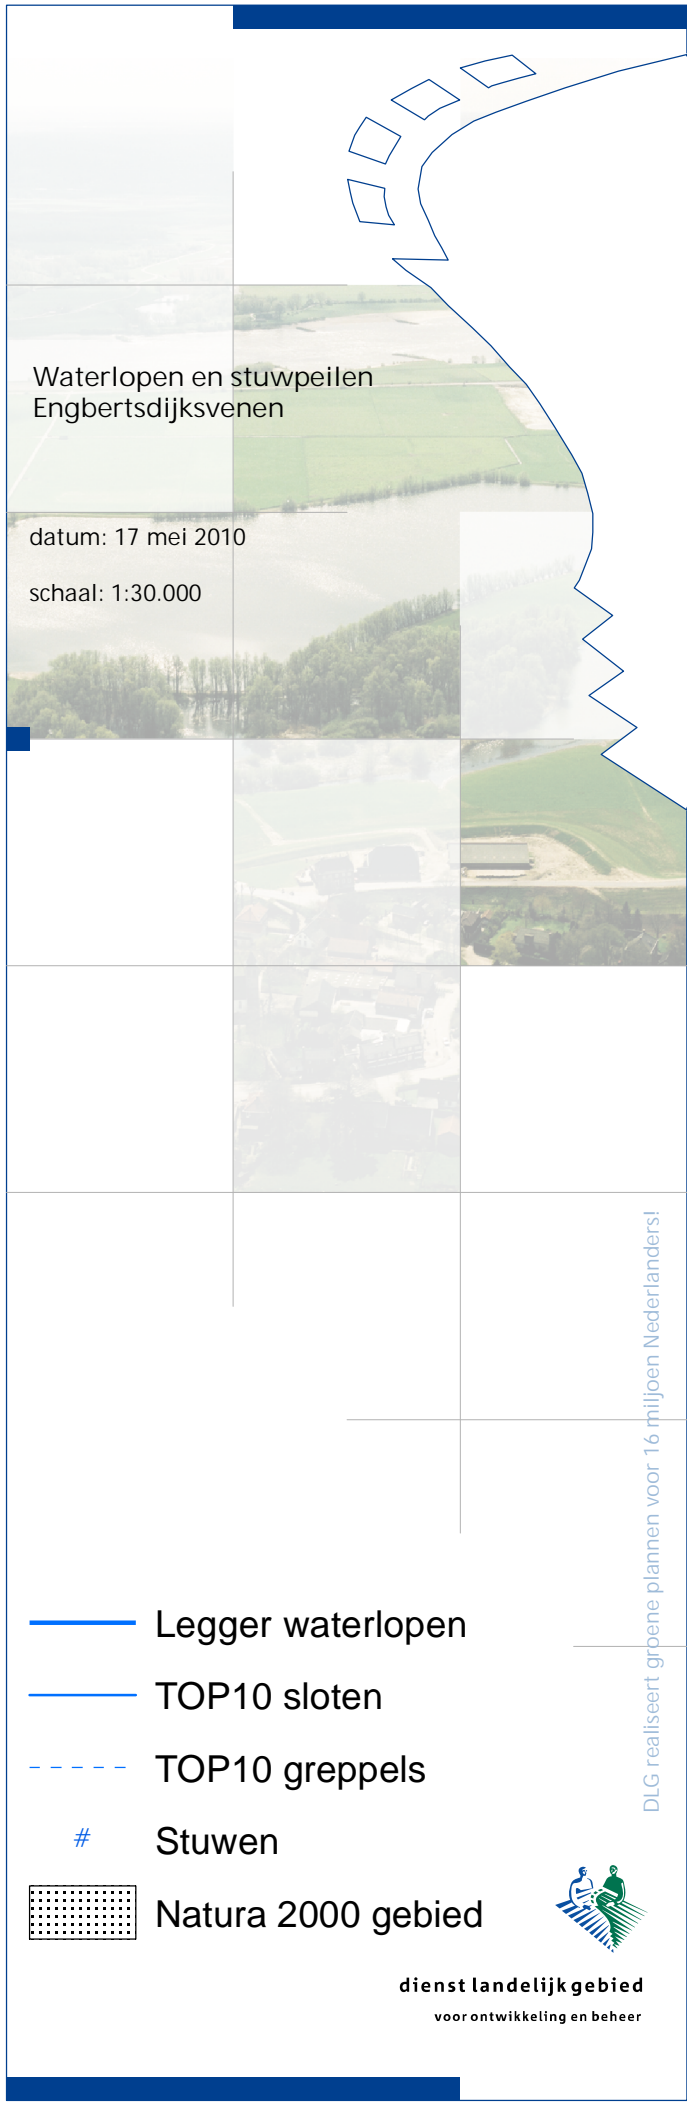 Waterlopen en stuwpeilen
Engbertsdijksvenen
datum: 17 mei 2010
schaal: 1:30.000
DLG realiseert groene plannen voor 16 miljoen Nederlanders!
Legger waterlopen
TOP10 sloten
TOP10 greppels
# Stuwen
Natura 2000 gebied
dienst landelijk gebied
voor ontwikkeling en beheer